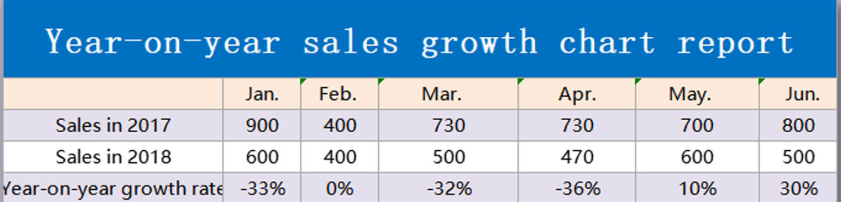 Year-on-year sales growth chart report
Jan. Feb. Mar. Apr. May. Jun.
Sales in 2017 900 400 730 730 700 800
Sales in 2018 600 400 500 470 600 500
Year-on-year growth rate -33% 0% -32% -36% 10% 30%